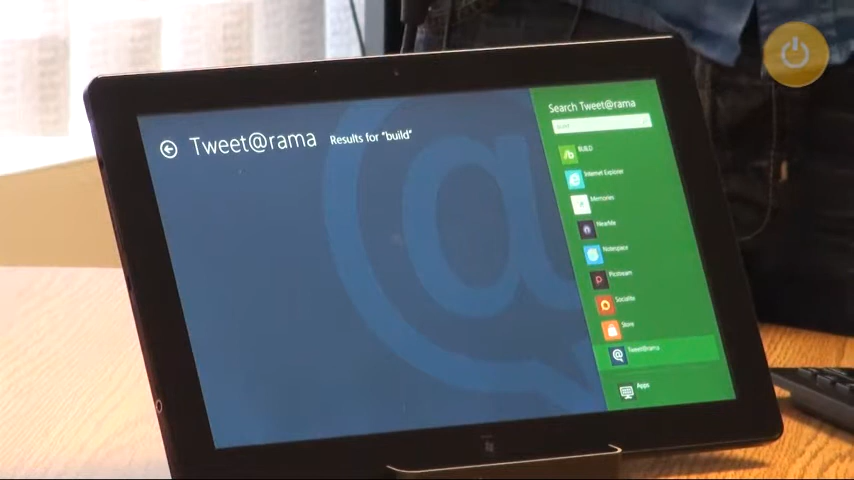 Tweet@rama
Results for "build"
Search Tweet@rama
BUILD
Internet Explorer
Memories
NearMe
Notespace
Picstream
Socialite
Store
Tweet@rama
Apps